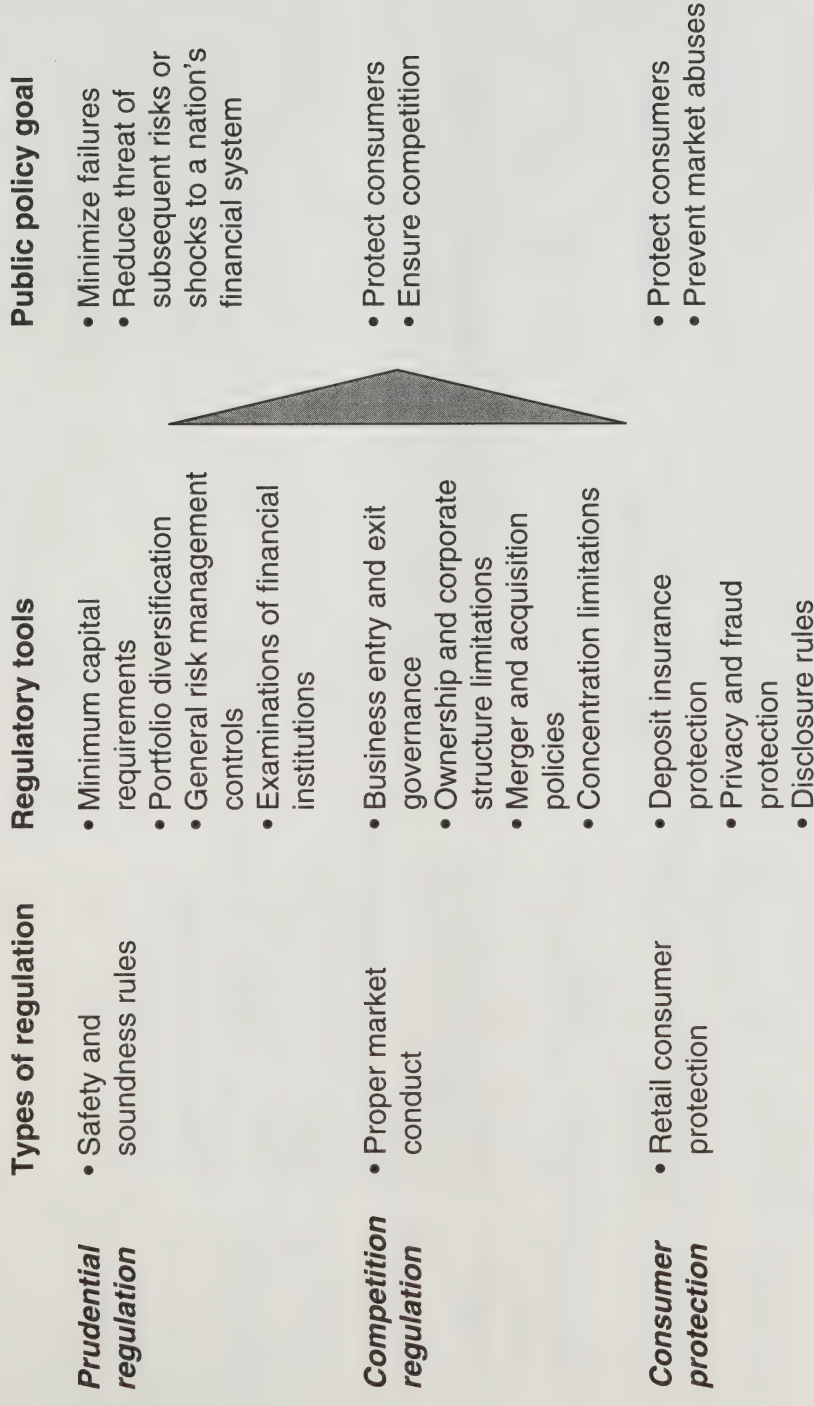 Types of regulation
Regulatory tools
Public policy goal
Prudential
regulation
• Safety and
soundness rules
• Minimum capital
requirements
• Portfolio diversification
• General risk management
controls
• Examinations of financial
institutions
• Minimize failures
• Reduce threat of
subsequent risks or
shocks to a nation's
financial system
Competition
regulation
• Proper market
conduct
• Business entry and exit
governance
• Ownership and corporate
structure limitations
• Merger and acquisition
policies
• Concentration limitations
• Protect consumers
• Ensure competition
Consumer
protection
• Retail consumer
protection
• Deposit insurance
protection
• Privacy and fraud
protection
• Disclosure rules
• Protect consumers
• Prevent market abuses